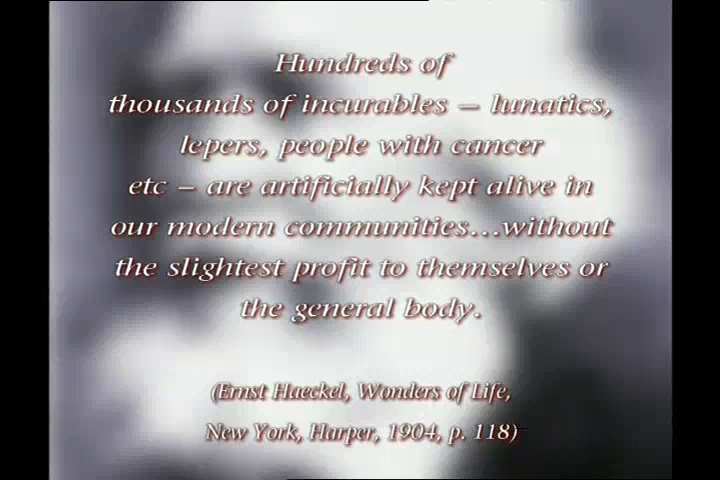 Hundreds of
thousands of incurables – lunatics,
lepers, people with cancer
etc – are artificially kept alive in
our modern communities...without
the slightest profit to themselves or
the general body.
(Ernst Haeckel, Wonders of Life,
New York, Harper, 1904, p. 118)